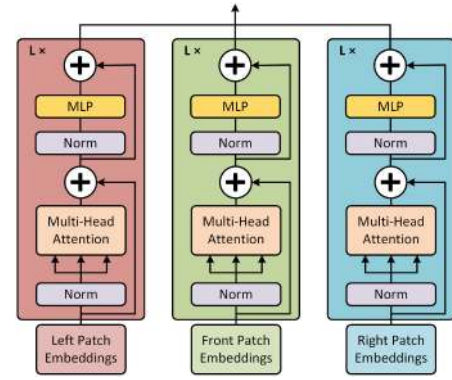 L ×
MLP
Norm
Multi-Head
Attention
Norm
Left Patch
Embeddings
L ×
MLP
Norm
Multi-Head
Attention
Norm
Front Patch
Embeddings
L ×
MLP
Norm
Multi-Head
Attention
Norm
Right Patch
Embeddings